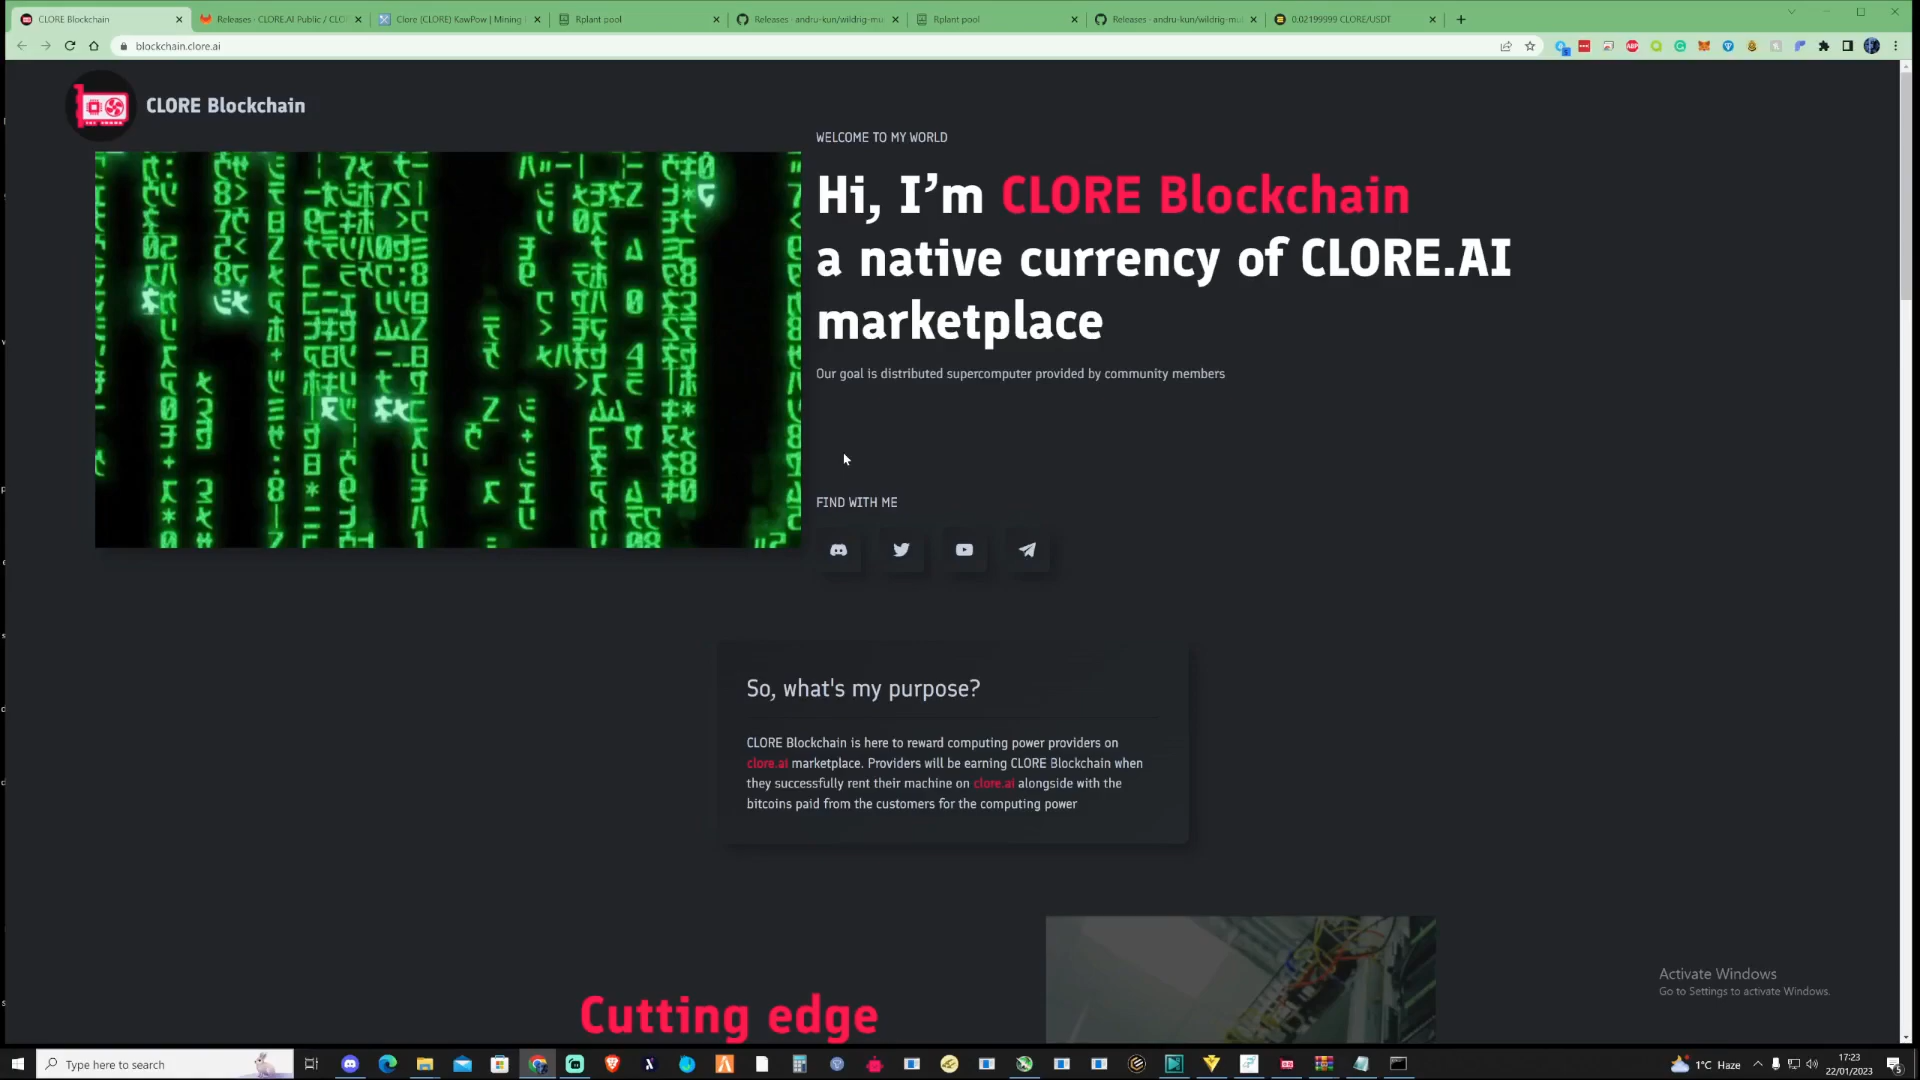 CLORE Blockchain
Releases · CLORE.AI Public / CLO
Clore (CLORE) KawPow | Mining
Rplant pool
Releases · andru-kun/wildrig-mu
Rplant pool
Releases · andru-kun/wildrig-mu
0.02199999 CLORE/USDT
blockchain.clore.ai
CLORE Blockchain
WELCOME TO MY WORLD
Hi, I'm CLORE Blockchain
a native currency of CLORE.AI
marketplace
Our goal is distributed supercomputer provided by community members
FIND WITH ME
So, what's my purpose?
CLORE Blockchain is here to reward computing power providers on
clore.ai marketplace. Providers will be earning CLORE Blockchain when
they successfully rent their machine on clore.ai alongside with the
bitcoins paid from the customers for the computing power
Cutting edge
Activate Windows
Go to Settings to activate Windows.
Type here to search
1°C Haze
17:23
22/01/2023